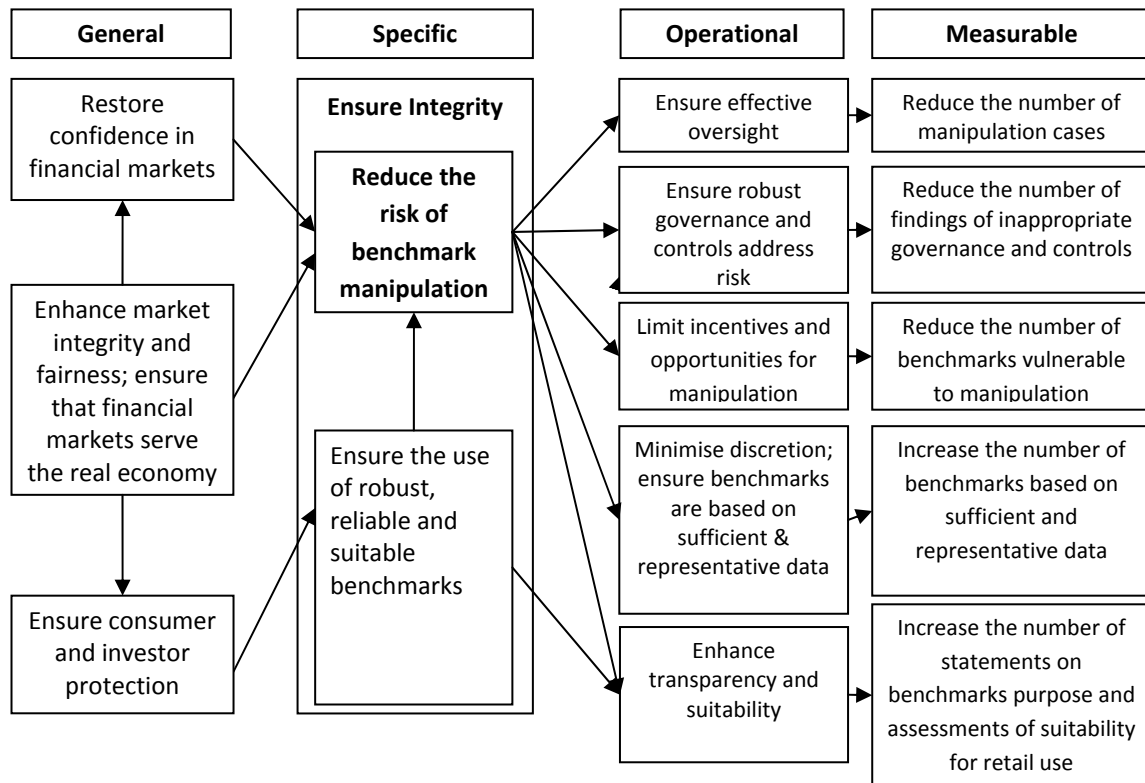 General
Specific
Operational
Measurable
Restore
confidence in
financial markets
Enhance market
integrity and
fairness; ensure
that financial
markets serve
the real economy
Ensure consumer
and investor
protection
Ensure Integrity
Reduce the
risk of
benchmark
manipulation
Ensure the use
of robust,
reliable and
suitable
benchmarks
Ensure effective
oversight
Ensure robust
governance and
controls address
risk
Limit incentives and
opportunities for
manipulation
Minimise discretion;
ensure benchmarks
are based on
sufficient &
representative data
Enhance
transparency and
suitability
Reduce the number of
manipulation cases
Reduce the number of
findings of inappropriate
governance and controls
Reduce the number of
benchmarks vulnerable
to manipulation
Increase the number of
benchmarks based on
sufficient and
representative data
Increase the number of
statements on
benchmarks purpose and
assessments of suitability
for retail use